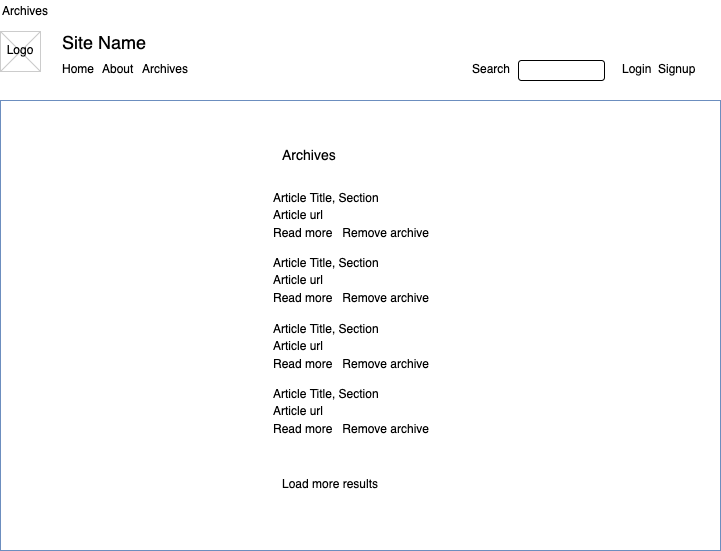 Archives
Logo
Site Name
Home About Archives
Search
Login Signup
Archives
Article Title, Section
Article url
Read more Remove archive
Article Title, Section
Article url
Read more Remove archive
Article Title, Section
Article url
Read more Remove archive
Article Title, Section
Article url
Read more Remove archive
Load more results